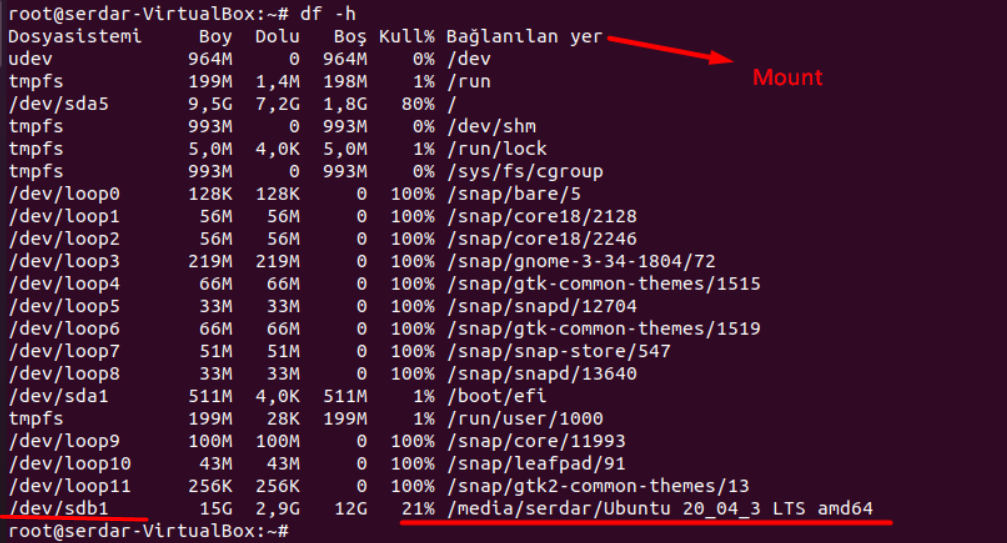 root@serdar-VirtualBox:~# df -h
Dosyasistemi Boy Dolu Boş Kull% Bağlanılan yer
udev 964M 0 964M 0% /dev
Mount
tmpfs 199M 1,4M 198M 1% /run
/dev/sda5 9,5G 7,2G 1,8G 80% /
tmpfs 993M 0 993M 0% /dev/shm
tmpfs 5,0M 4,0K 5,0M 1% /run/lock
tmpfs 993M 0 993M 0% /sys/fs/cgroup
/dev/loop0 128K 128K 0 100% /snap/bare/5
/dev/loop1 56M 56M 0 100% /snap/core18/2128
/dev/loop2 56M 56M 0 100% /snap/core18/2246
/dev/loop3 219M 219M 0 100% /snap/gnome-3-34-1804/72
/dev/loop4 66M 66M 0 100% /snap/gtk-common-themes/1515
/dev/loop5 33M 33M 0 100% /snap/snapd/12704
/dev/loop6 66M 66M 0 100% /snap/gtk-common-themes/1519
/dev/loop7 51M 51M 0 100% /snap/snap-store/547
/dev/loop8 33M 33M 0 100% /snap/snapd/13640
/dev/sda1 511M 4,0K 511M 1% /boot/efi
tmpfs 199M 28K 199M 1% /run/user/1000
/dev/loop9 100M 100M 0 100% /snap/core/11993
/dev/loop10 43M 43M 0 100% /snap/leafpad/91
/dev/loop11 256K 256K 0 100% /snap/gtk2-common-themes/13
/dev/sdb1 15G 2,9G 12G 21% /media/serdar/Ubuntu 20_04_3 LTS amd64
root@serdar-VirtualBox:~#